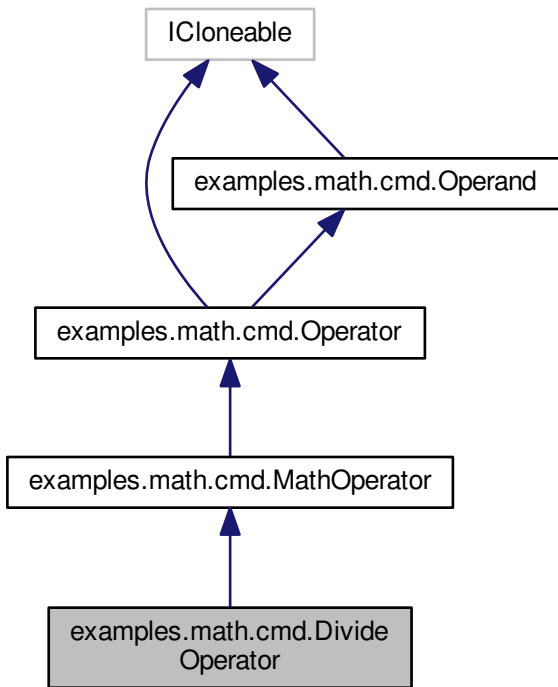 ICloneable
examples.math.cmd.Operand
examples.math.cmd.Operator
examples.math.cmd.MathOperator
examples.math.cmd.Divide
Operator